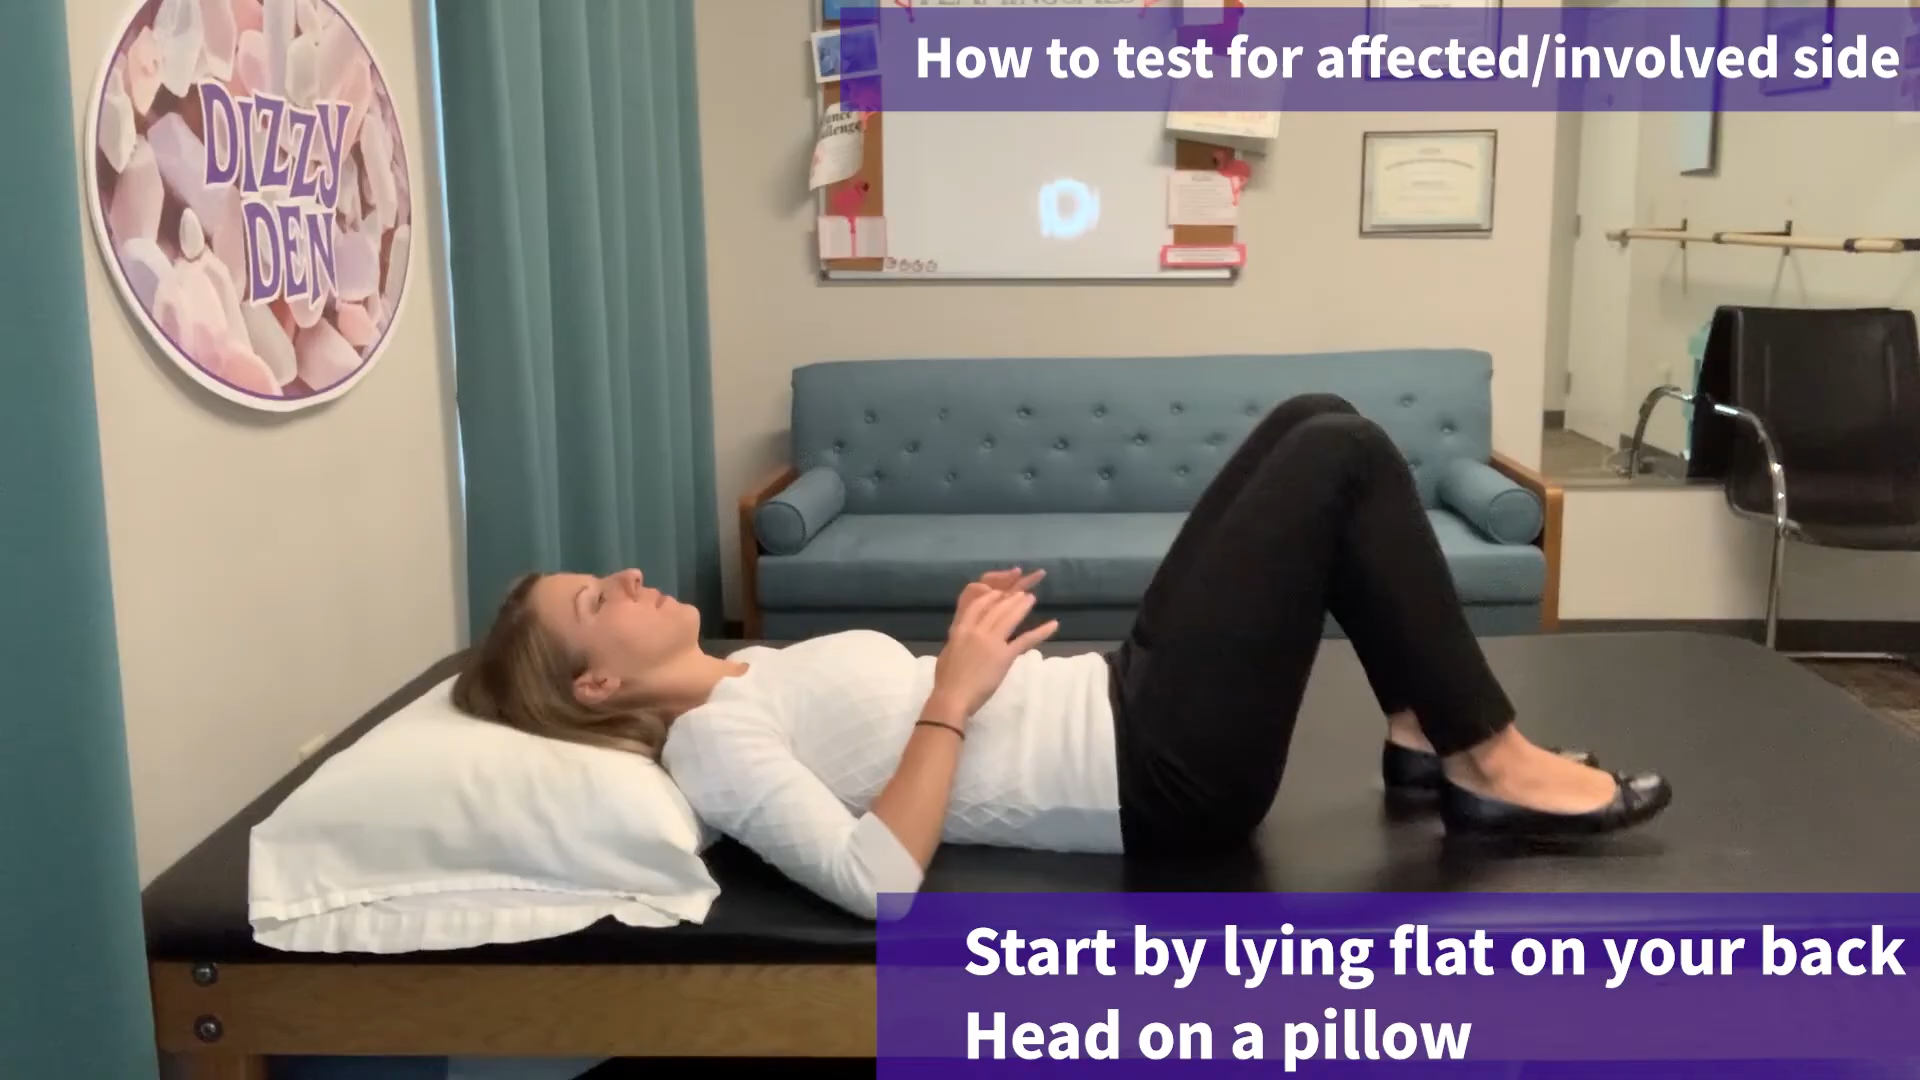 How to test for affected/involved side
DIZZY
DEN
D
Start by lying flat on your back
Head on a pillow